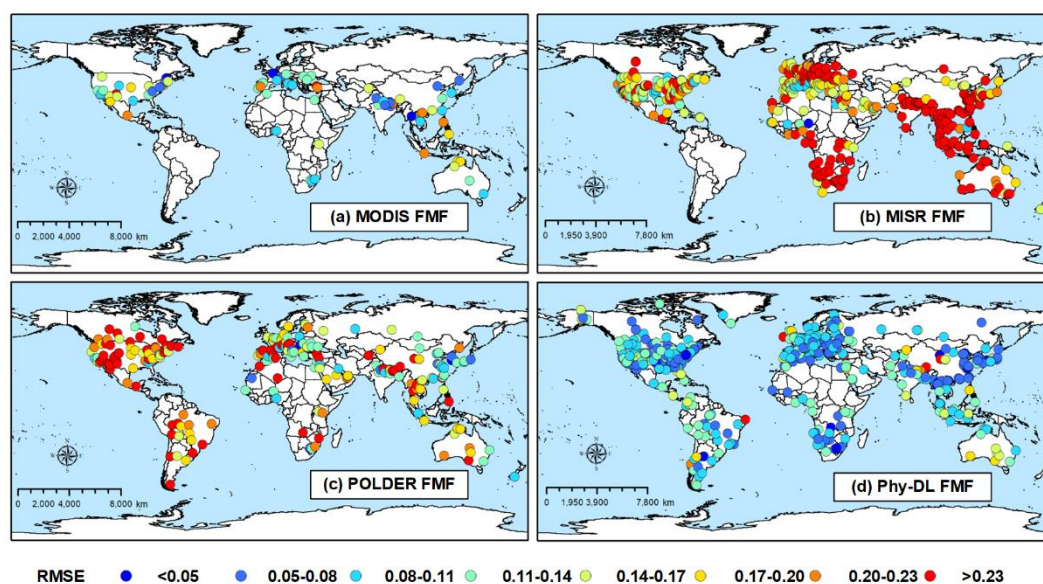 0
2,000 4,000
8,000 km
(a) MODIS FMF
0
1,950 3,900
7,800 km
(b) MISR FMF
0
2,000 4,000
8,000 km
(c) POLDER FMF
0
1,950 3,900
7,800 km
(d) Phy-DL FMF
RMSE <0.05 0.05-0.08 0.08-0.11 0.11-0.14 0.14-0.17 0.17-0.20 0.20-0.23 >0.23